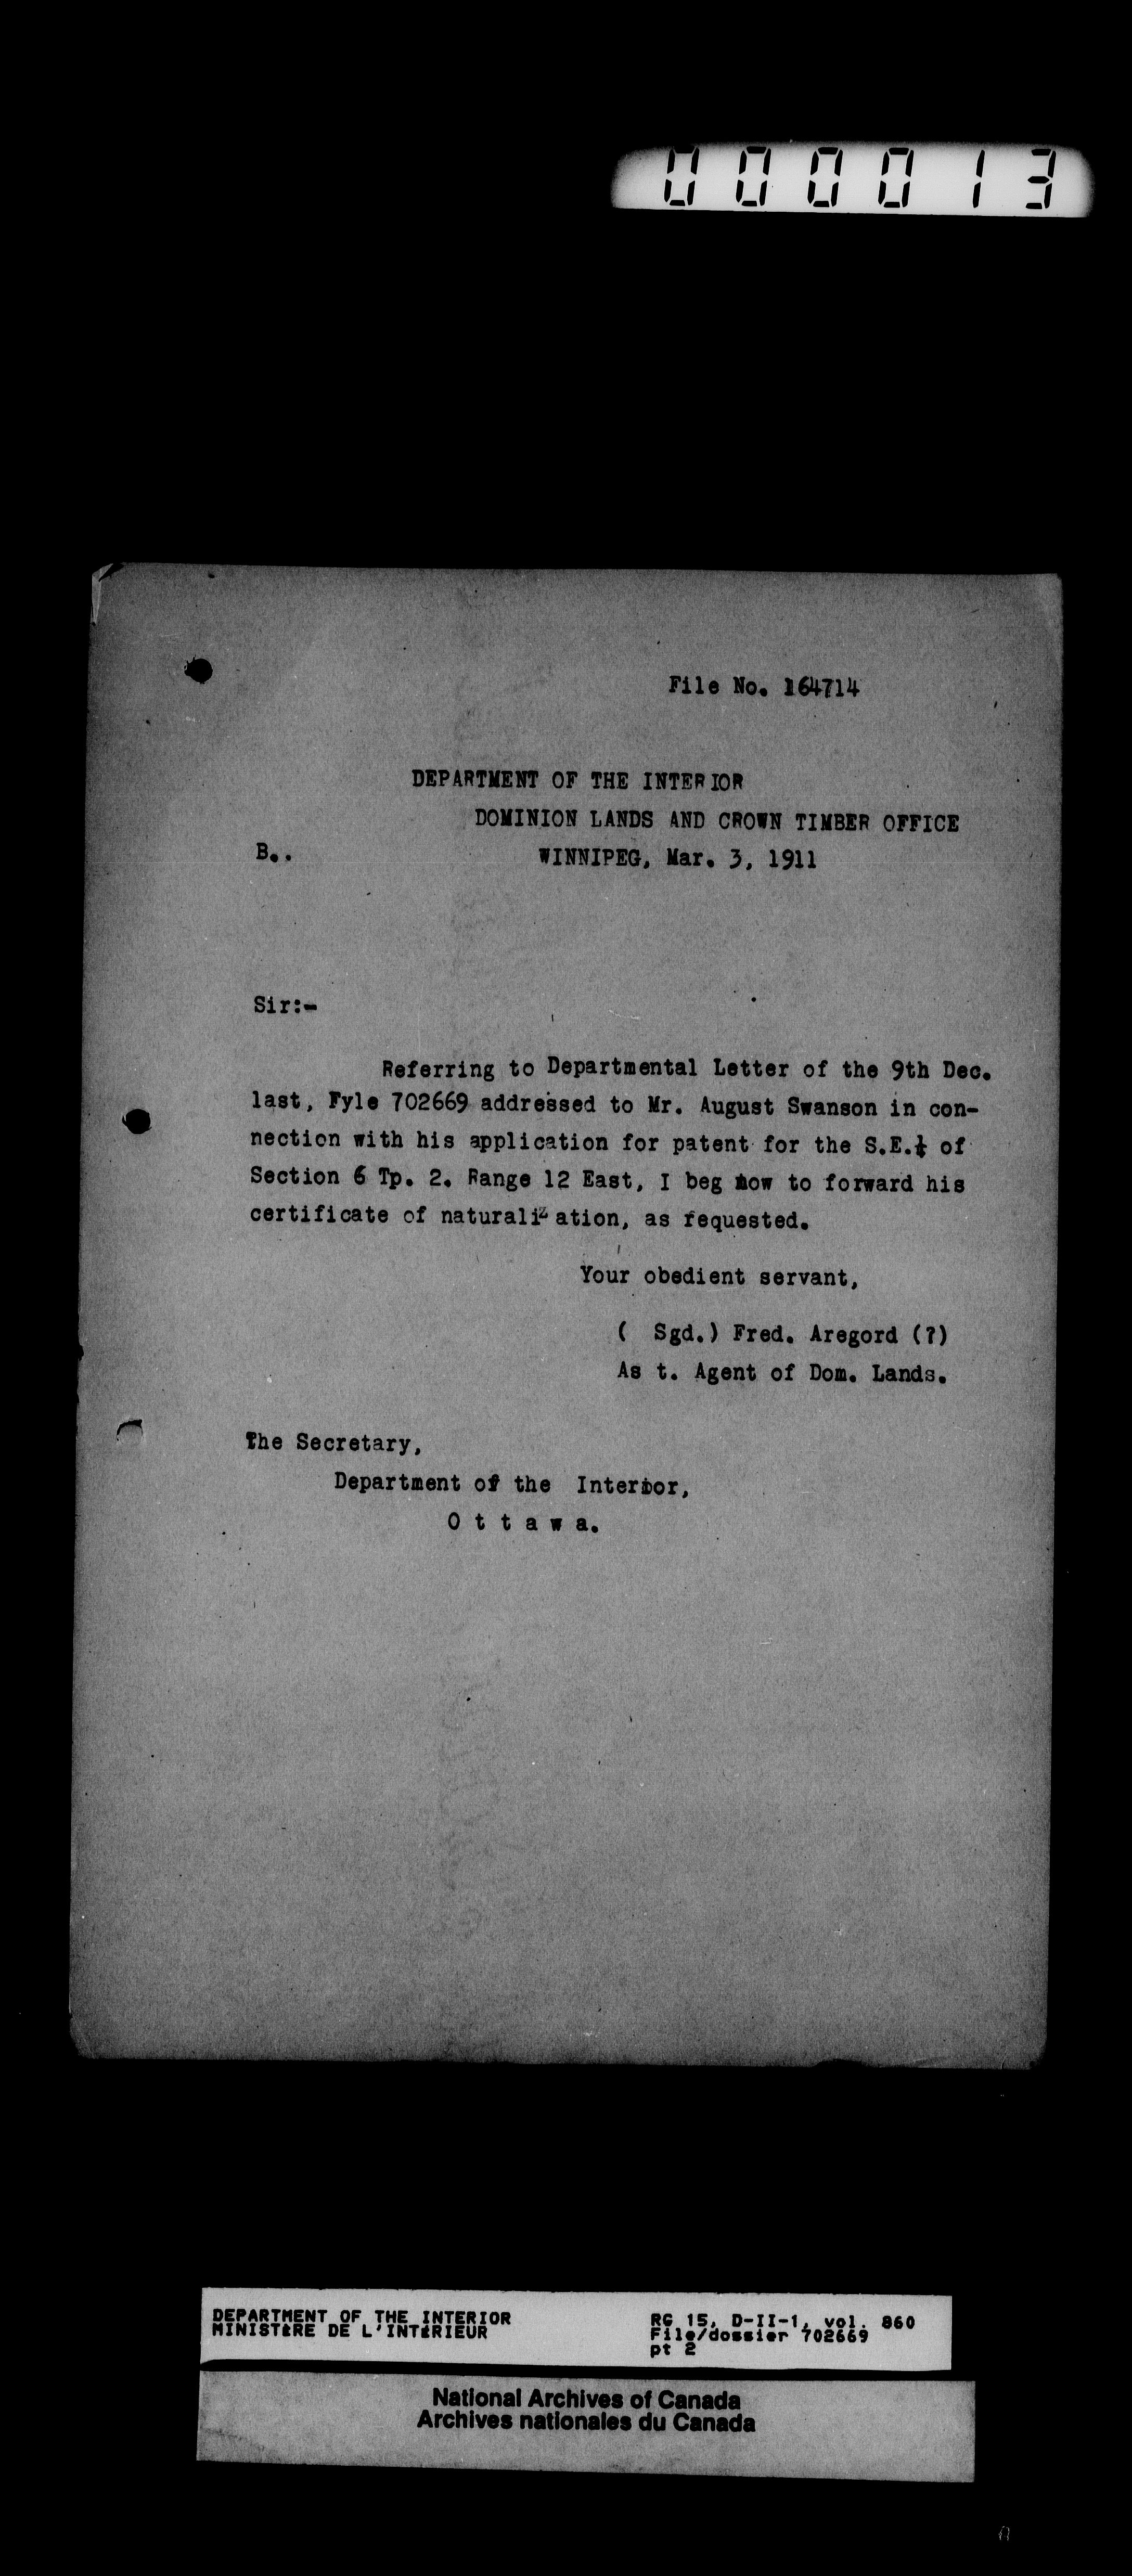 000013
File No. 164714
DEPARTMENT OF THE INTERIOR
DOMINION LANDS AND CROWN TIMBER OFFICE
B..
WINNIPEG, Mar. 3, 1911
Sir:-
Referring to Departmental Letter of the 9th Dec.
last, Fyle 702669 addressed to Mr. August Swanson in con-
nection with his application for patent for the S.E.¼ of
Section 6 Tp. 2. Range 12 East, I beg now to forward his
certificate of naturalization, as requested.
Your obedient servant,
( Sgd.) Fred. Aregord (?)
As t. Agent of Dom. Lands.
The Secretary,
Department of the Interior,
O t t a w a.
DEPARTMENT OF THE INTERIOR
MINISTÈRE DE L'INTÉRIEUR
RG 15, D-II-1, vol. 860
File/dossier 702669
pt 2
National Archives of Canada
Archives nationales du Canada